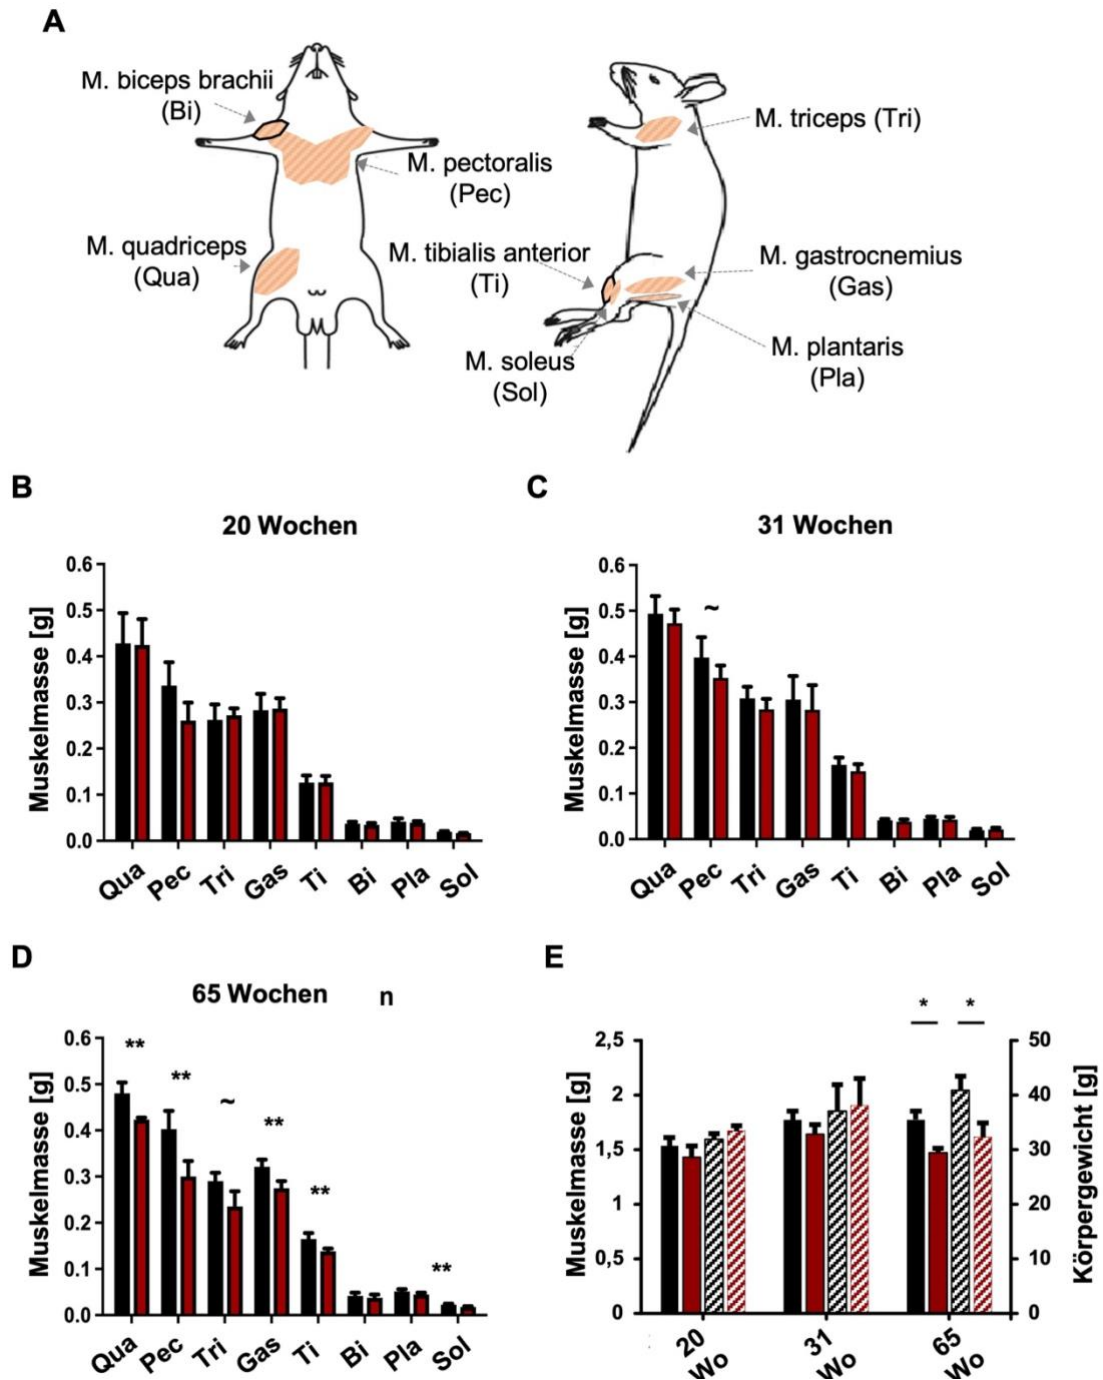 A
M. biceps brachii
(Bi)
M. pectoralis
(Pec)
M. quadriceps
(Qua)
M. triceps (Tri)
M. tibialis anterior
(Ti)
M. gastrocnemius
(Gas)
M. soleus
(Sol)
M. plantaris
(Pla)
B
20 Wochen
Muskelmasse [g]
0.6
0.5
0.4
0.3
0.2
0.1
0.0
Qua Pec Tri Gas Ti Bi Pla Sol
C
31 Wochen
Muskelmasse [g]
0.6
~
0.5
0.4
0.3
0.2
0.1
0.0
Qua Pec Tri Gas Ti Bi Pla Sol
D
65 Wochen n
Muskelmasse [g]
0.6
0.5
0.4
0.3
0.2
0.1
0.0
** ** ~ ** ** **
Qua Pec Tri Gas Ti Bi Pla Sol
E
* *
Muskelmasse [g]
2,5
2
1,5
1
0,5
0
50
40
30
20
10
0
Körpergewicht [g]
20 Wo
31 Wo
65 Wo